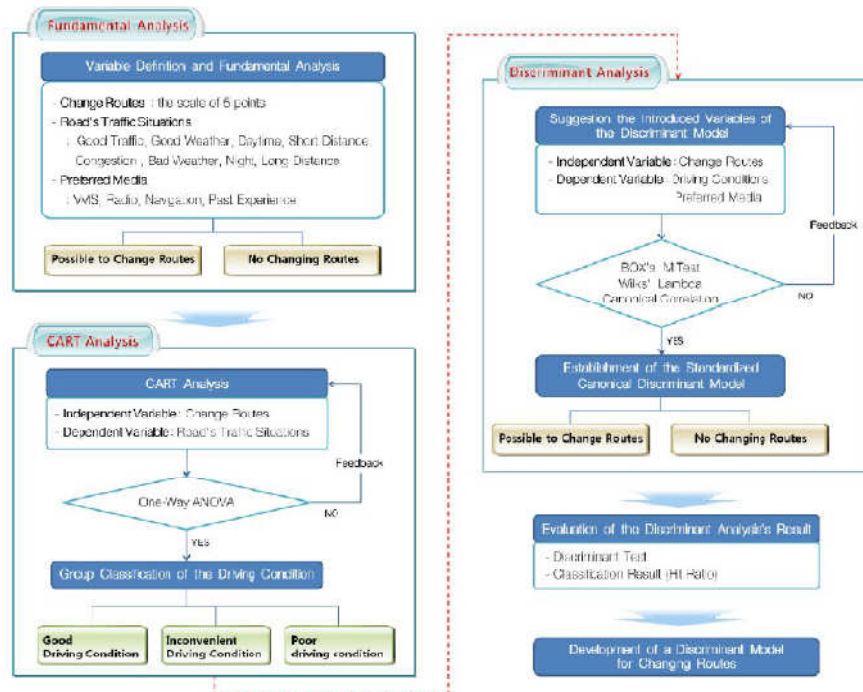 Fundamental Analysis
Variable Definition and Fundamental Analysis
- Change Routes : the scale of 5 points
- Road's Traffic Situations
: Good Traffic, Good Weather, Daytime, Short Distance
Congestion , Bad Weather, Night, Long Distance
- Preferred Media
: VMS, Radio, Navigation, Past Experience
Possible to Change Routes
No Changing Routes
CART Analysis
CART Analysis
- Independent Variable : Change Routes
- Dependent Variable : Road's Traffic Situations
Feedback
One-Way ANOVA
NO
YES
Group Classification of the Driving Condition
Good
Driving Condition
Inconvenient
Driving Condition
Poor
driving condition
Discriminant Analysis
Suggestion the Introduced Variables of
the Discriminant Model
- Independent Variable : Change Routes
- Dependent Variable : Driving Conditions
Preferred Media
Feedback
BOX's M Test
Wilks' Lambda
Canonical Correlation
NO
YES
Establishment of the Standardized
Canonical Discriminant Model
Possible to Change Routes
No Changing Routes
Evaluation of the Discriminant Analysis's Result
- Discriminant Test
- Classification Result (Hit Ratio)
Development of a Discriminant Model
for Changing Routes